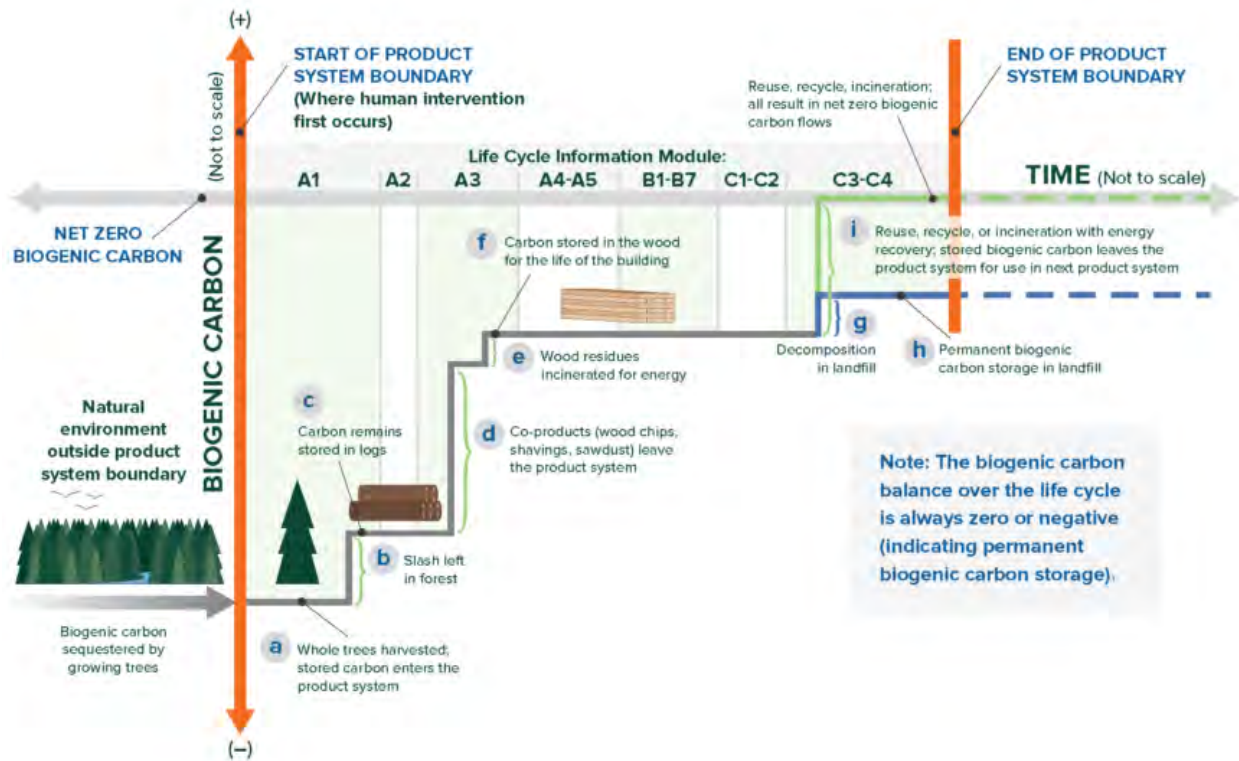 (+)
(Not to scale)
BIOGENIC CARBON
(—)
START OF PRODUCT
SYSTEM BOUNDARY
(Where human intervention
first occurs)
Reuse, recycle, incineration;
all result in net zero biogenic
carbon flows
END OF PRODUCT
SYSTEM BOUNDARY
Life Cycle Information Module:
A1 A2 A3 A4-A5 B1-B7 C1-C2 C3-C4
TIME (Not to scale)
NET ZERO
BIOGENIC CARBON
f Carbon stored in the wood
for the life of the building
i Reuse, recycle, or incineration with energy
recovery; stored biogenic carbon leaves the
product system for use in next product system
g
Decomposition
in landfill
h Permanent biogenic
carbon storage in landfill
e Wood residues
incinerated for energy
c
Carbon remains
stored in logs
d Co-products (wood chips,
shavings, sawdust) leave
the product system
Natural
environment
outside product
system boundary
b Slash left
in forest
Note: The biogenic carbon
balance over the life cycle
is always zero or negative
(indicating permanent
biogenic carbon storage).
Biogenic carbon
sequestered by
growing trees
a Whole trees harvested;
stored carbon enters the
product system